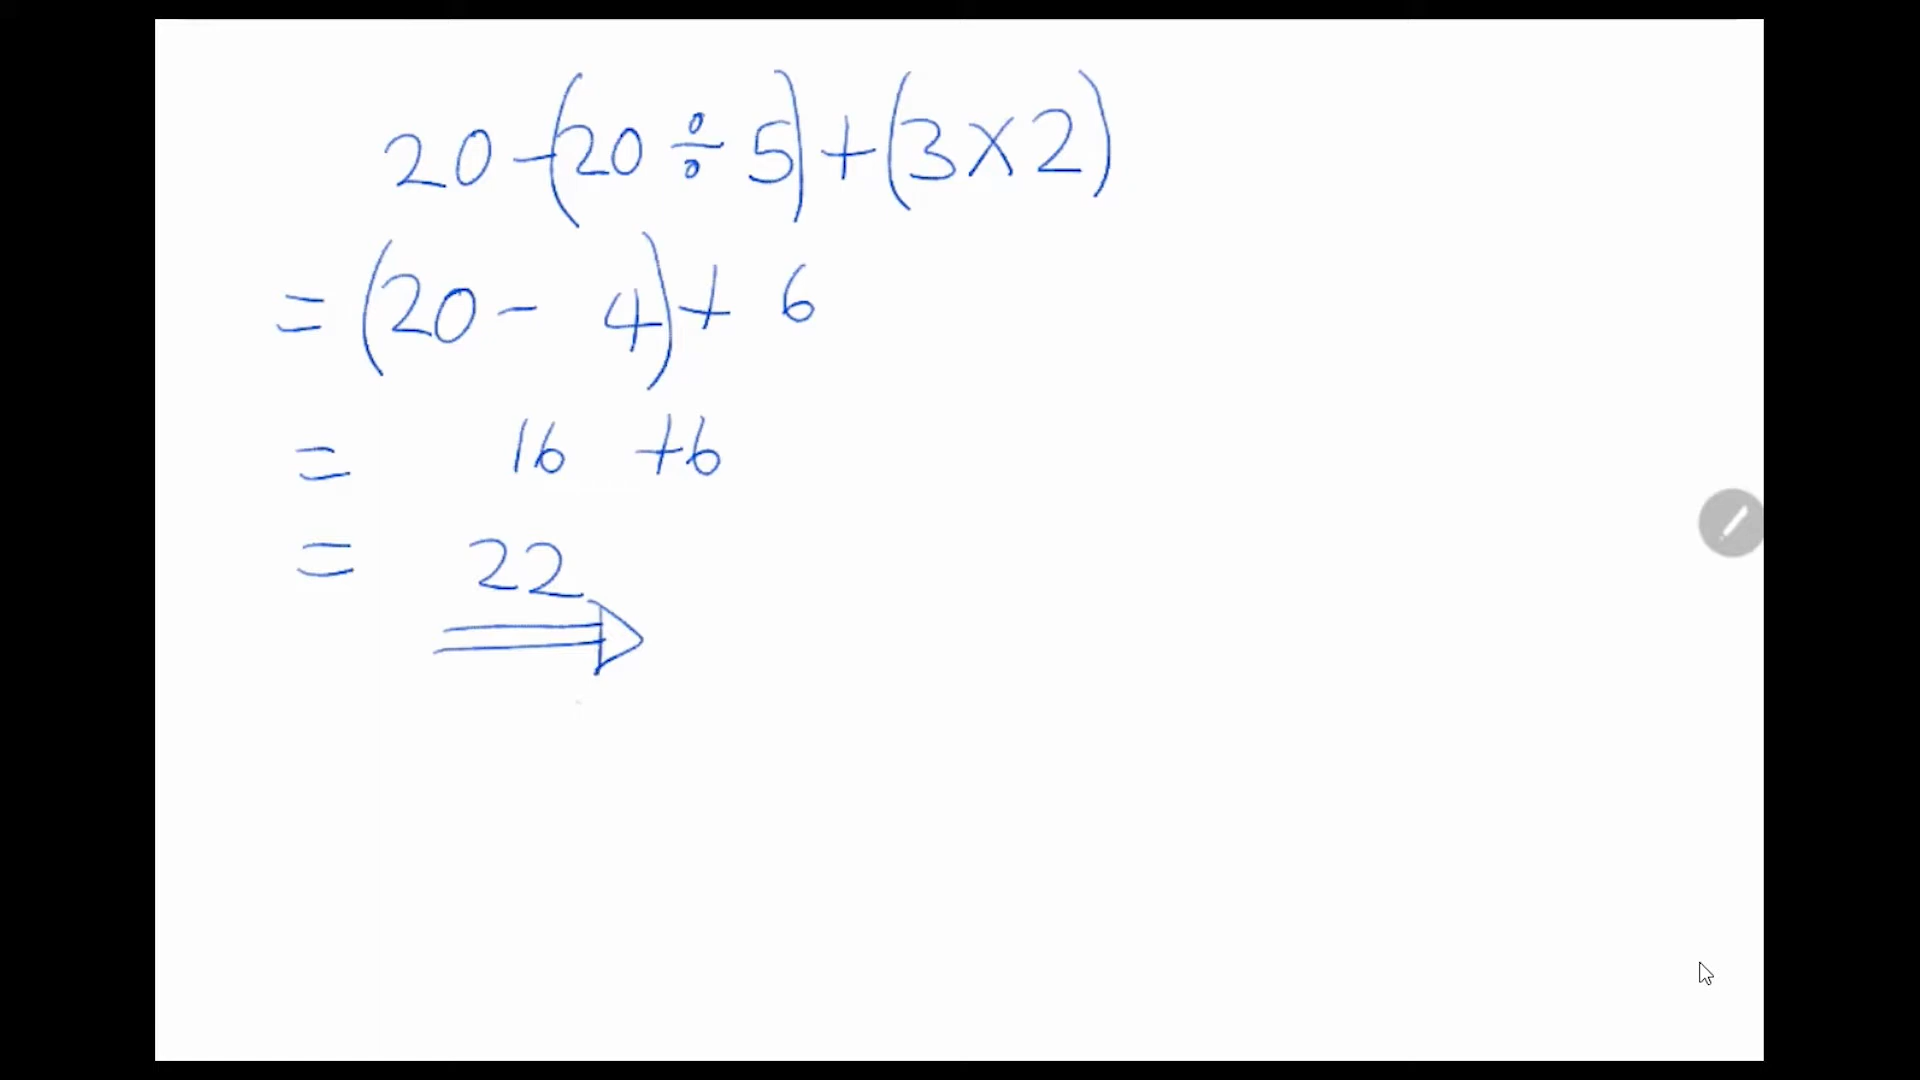 20 - (20 ÷ 5) + (3 × 2)
= (20 - 4) + 6
= 16 + 6
= 22